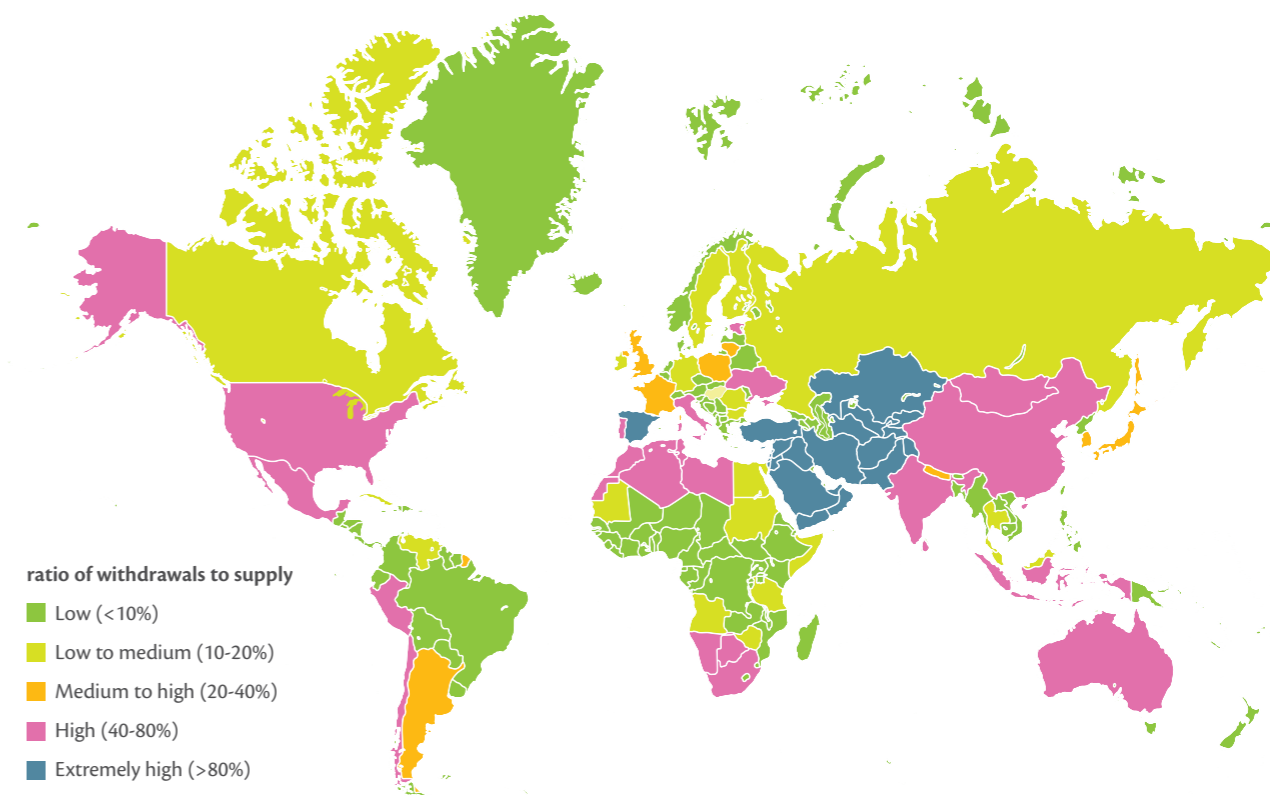 ratio of withdrawals to supply
Low (<10%)
Low to medium (10-20%)
Medium to high (20-40%)
High (40-80%)
Extremely high (>80%)